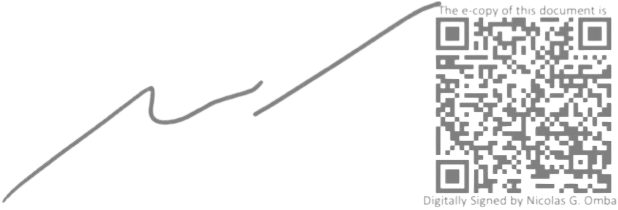 The e-copy of this document is
Digitally Signed by Nicolas G. Omba